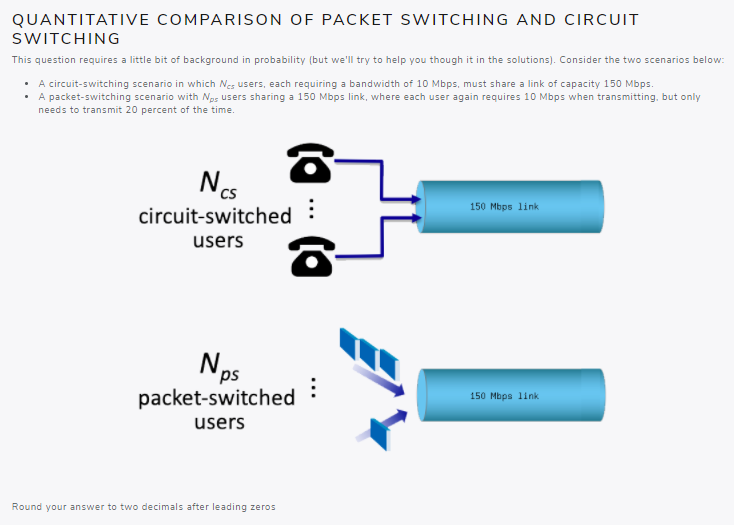 QUANTITATIVE COMPARISON OF PACKET SWITCHING AND CIRCUIT
SWITCHING
This question requires a little bit of background in probability (but we'll try to help you though it in the solutions). Consider the two scenarios below:
• A circuit-switching scenario in which Ncs users, each requiring a bandwidth of 10 Mbps, must share a link of capacity 150 Mbps.
• A packet-switching scenario with Nps users sharing a 150 Mbps link, where each user again requires 10 Mbps when transmitting, but only
needs to transmit 20 percent of the time.
Ncs
circuit-switched
users
150 Mbps link
Nps
packet-switched
users
150 Mbps link
Round your answer to two decimals after leading zeros